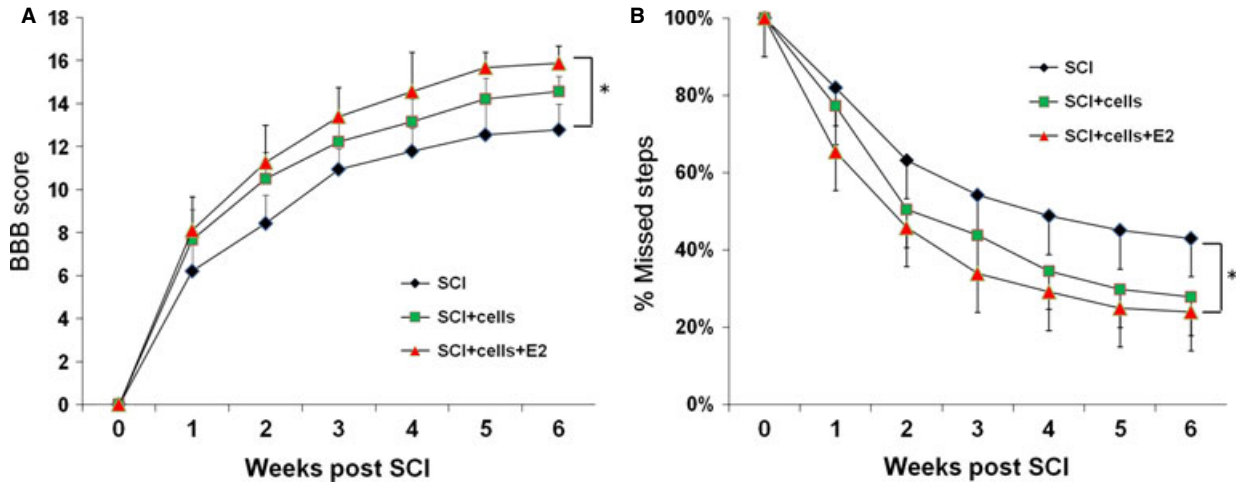 A
18
16
14
12
10
8
6
4
2
0
BBB score
SCI
SCI+cells
SCI+cells+E2
*
0 1 2 3 4 5 6
Weeks post SCI
B
100%
80%
60%
40%
20%
0%
% Missed steps
SCI
SCI+cells
SCI+cells+E2
*
0 1 2 3 4 5 6
Weeks post SCI